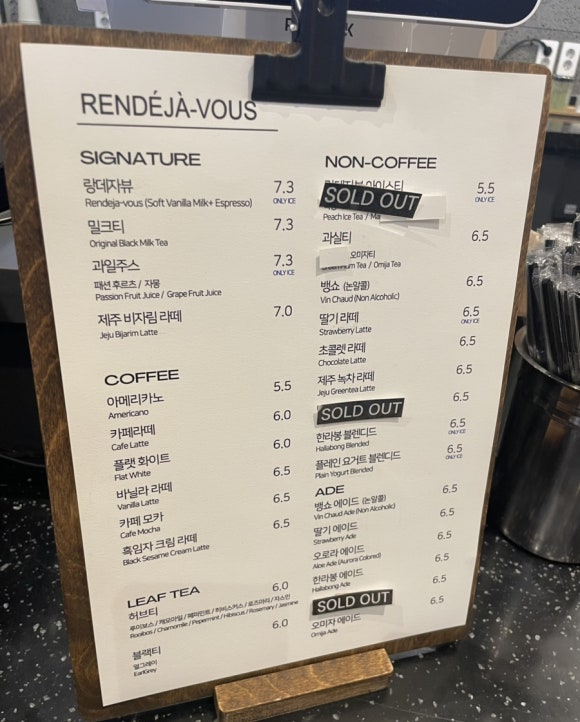 RENDÉJÀ-VOUS
SIGNATURE
랑데자뷰 7.3
Rendeja-vous (Soft Vanilla Milk+ Espresso) ONLY ICE
밀크티 7.3
Original Black Milk Tea
과일주스 7.3
ONLY ICE
패션 후르츠 / 자몽
Passion Fruit Juice / Grape Fruit Juice
제주 비자림 라떼 7.0
Jeju Bijarim Latte
COFFEE
아메리카노 5.5
Americano
카페라떼 6.0
Cafe Latte
플랫 화이트 6.0
Flat White
바닐라 라떼 6.5
Vanilla Latte
카페 모카 6.5
Cafe Mocha
흑임자 크림 라떼 6.5
Black Sesame Cream Latte
LEAF TEA
허브티 6.0
루이보스 / 캐모마일 / 페퍼민트 / 히비스커스 / 로즈마리 / 자스민
Rooibos / Chamomile / Pepermint / Hibiscus / Rosemary / Jasmine
블랙티 6.0
얼그레이
EarlGrey
NON-COFFEE
랑데자뷰 아이스티 5.5
SOLD OUT ONLY ICE
Peach Ice Tea /
과실티 6.5
오미자티
Tea / Omija Tea
뱅쇼 (논알콜) 6.5
Vin Chaud (Non Alcoholic)
딸기 라떼 6.5
Strawberry Latte ONLY ICE
초콜렛 라떼 6.5
Chocolate Latte
제주 녹차 라떼 6.5
Jeju Greentea Latte
SOLD OUT 6.5
한라봉 블렌디드 6.5
Hallabong Blended ONLY ICE
플레인 요거트 블렌디드 6.5
Plain Yogurt Blended ONLY ICE
ADE
뱅쇼 에이드 (논알콜) 6.5
Vin Chaud Ade (Non Alcoholic)
딸기 에이드 6.5
Strawberry Ade
오로라 에이드 6.5
Aloe Ade (Aurora Colored)
한라봉 에이드 6.5
Hallabong Ade
SOLD OUT 6.5
오미자 에이드 6.5
Omija Ade